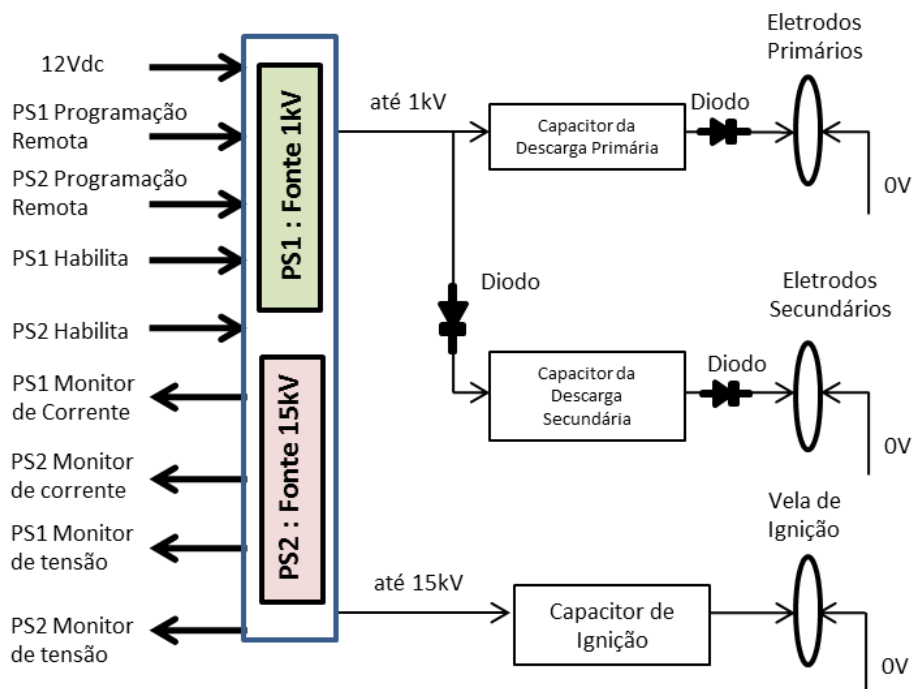 12Vdc
PS1 Programação
Remota
PS2 Programação
Remota
PS1 Habilita
PS2 Habilita
PS1 Monitor
de Corrente
PS2 Monitor
de corrente
PS1 Monitor
de tensão
PS2 Monitor
de tensão
PS1 : Fonte 1kV
PS2 : Fonte 15kV
até 1kV
Capacitor da
Descarga Primária
Diodo
Eletrodos
Primários
0V
Diodo
Capacitor da
Descarga
Secundária
Diodo
Eletrodos
Secundários
0V
até 15kV
Capacitor de
Ignição
Vela de
Ignição
0V